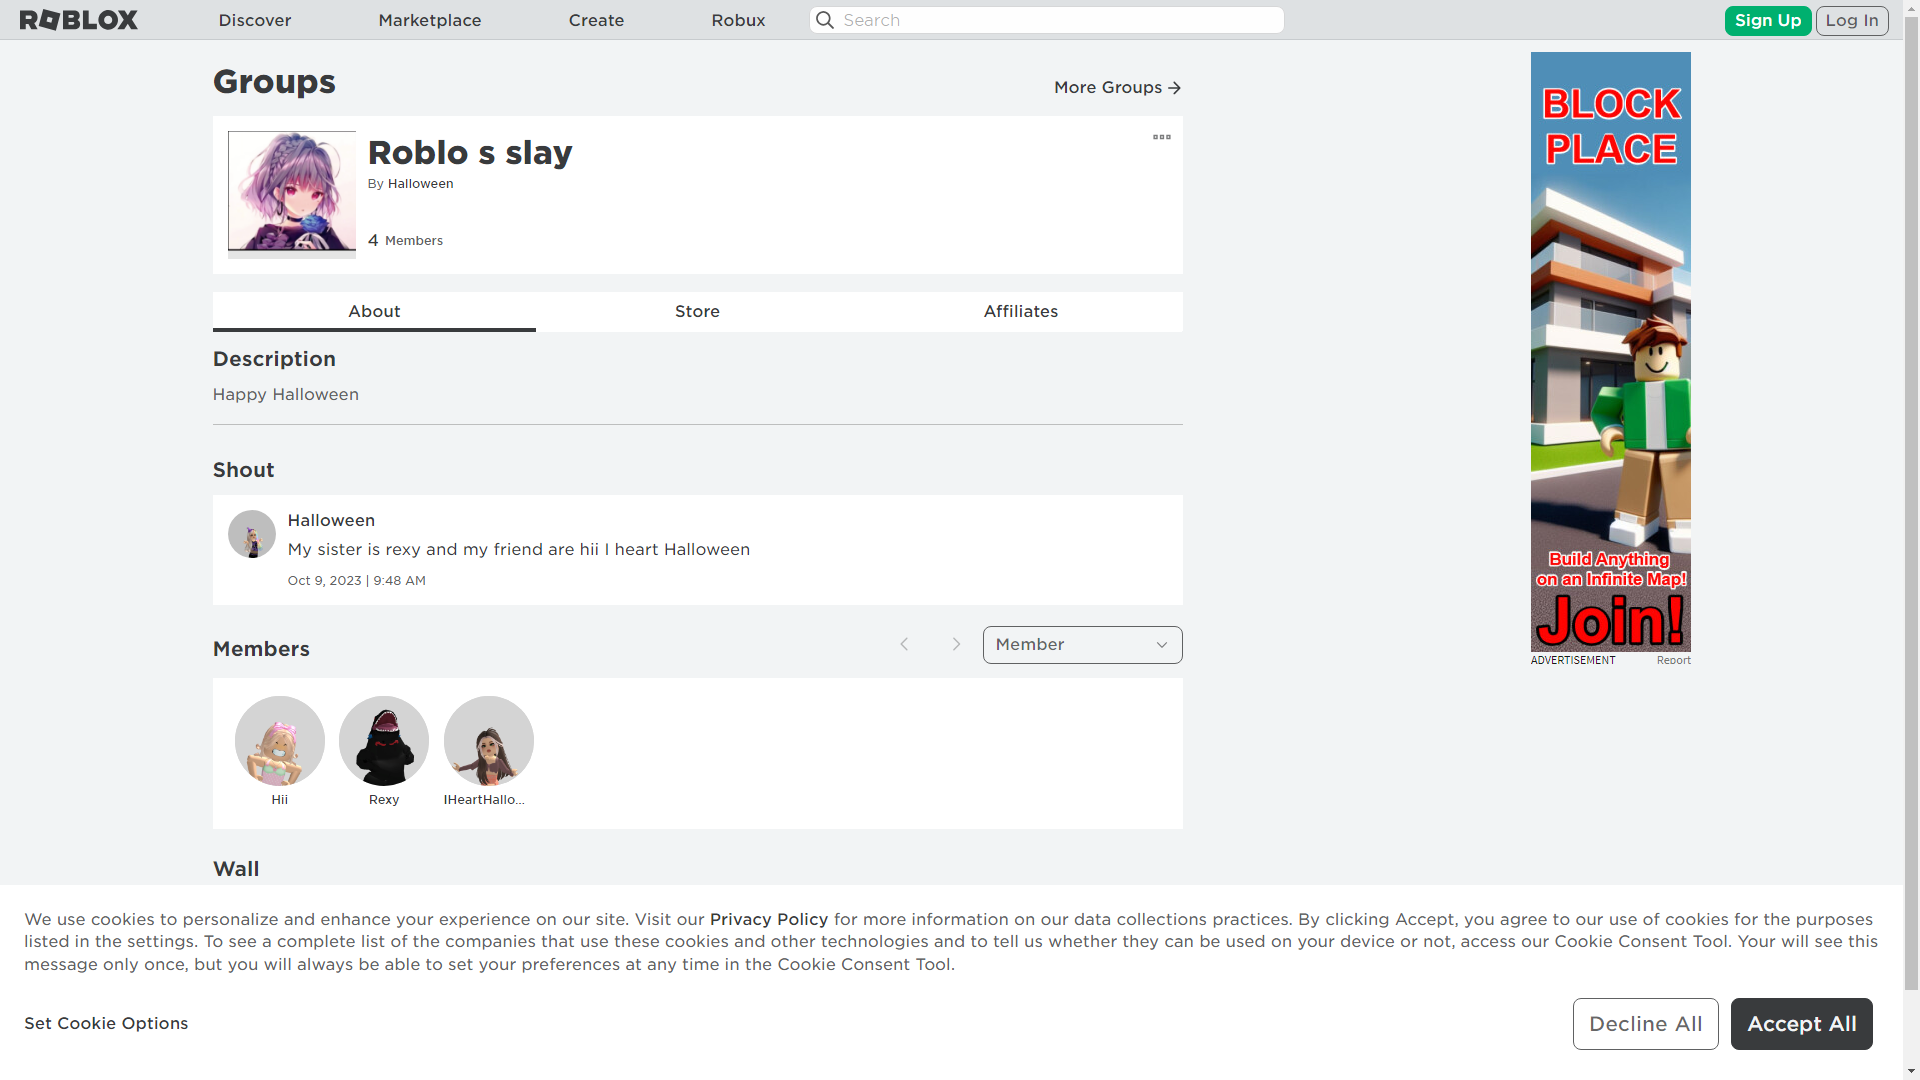 ROBLOX
Discover
Marketplace
Create
Robux
Search
Sign Up
Log In
Groups
More Groups
Roblo s slay
By Halloween
4 Members
About
Store
Affiliates
Description
Happy Halloween
Shout
Halloween
My sister is rexy and my friend are hii I heart Halloween
Oct 9, 2023 | 9:48 AM
Members
Member
Hii
Rexy
IHeartHallo...
Wall
BLOCK
PLACE
Build Anything
on an Infinite Map!
Join!
ADVERTISEMENT
Report
We use cookies to personalize and enhance your experience on our site. Visit our Privacy Policy for more information on our data collections practices. By clicking Accept, you agree to our use of cookies for the purposes
listed in the settings. To see a complete list of the companies that use these cookies and other technologies and to tell us whether they can be used on your device or not, access our Cookie Consent Tool. Your will see this
message only once, but you will always be able to set your preferences at any time in the Cookie Consent Tool.
Set Cookie Options
Decline All
Accept All